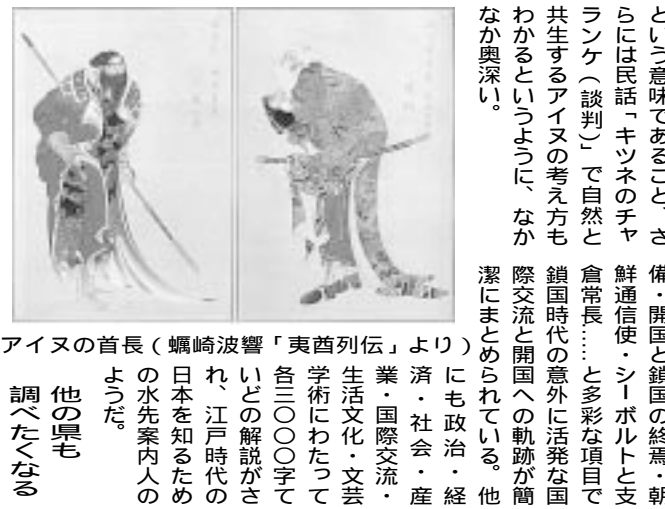 という意味であること、さ
らには民話「キツネのチャ
ランケ(談判)」で自然と
共生するアイヌの考え方も
わかるというように、なか
なか奥深い。
備・開国と鎖国の終焉・朝
鮮通信使・シーボルトと支
倉常長……と多彩な項目で
鎖国時代の意外に活発な国
際交流と開国への軌跡が簡
潔にまとめられている。他
にも政治・経
済・社会・産
業・国際交流・
生活文化・文芸
学術にわたって
各三〇〇〇字て
いどの解説がさ
れ、江戸時代の
日本を知るため
の水先案内人の
ようだ。
他の県も
調べたくなる
アイヌの首長(蠣崎波響「夷酋列伝」より)